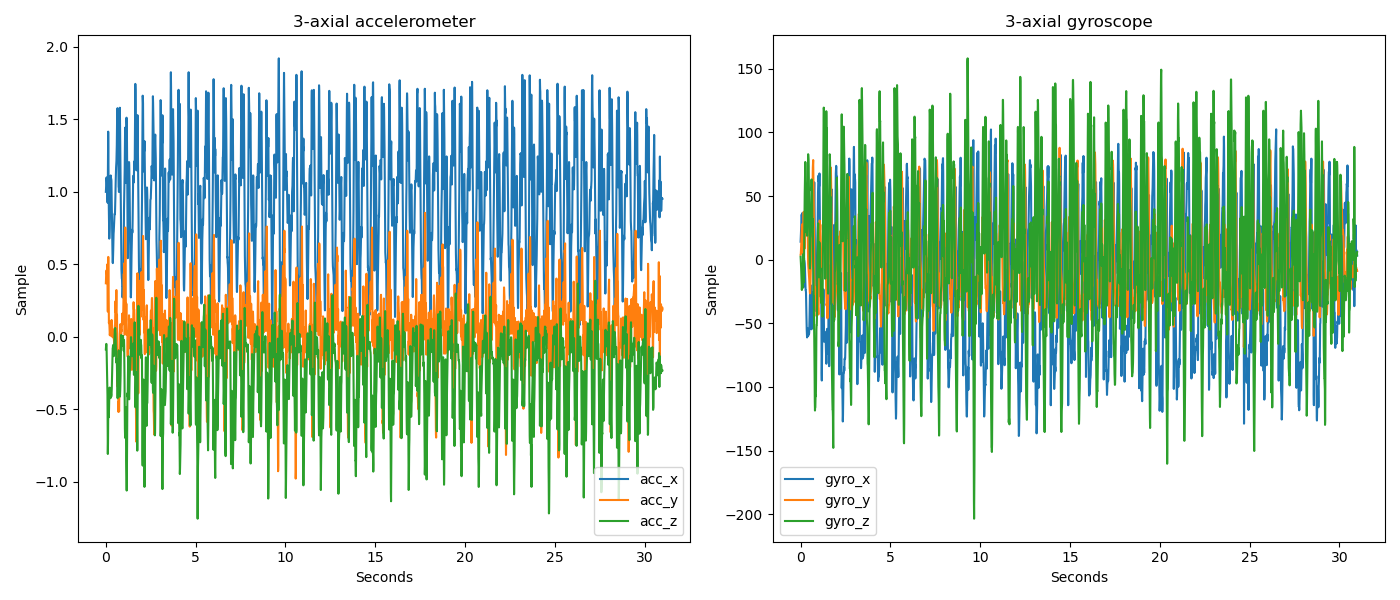 3-axial accelerometer
2.0
1.5
1.0
0.5
0.0
−0.5
−1.0
Sample
0 5 10 15 20 25 30
Seconds
acc_x
acc_y
acc_z
3-axial gyroscope
150
100
50
0
−50
−100
−150
−200
Sample
0 5 10 15 20 25 30
Seconds
gyro_x
gyro_y
gyro_z